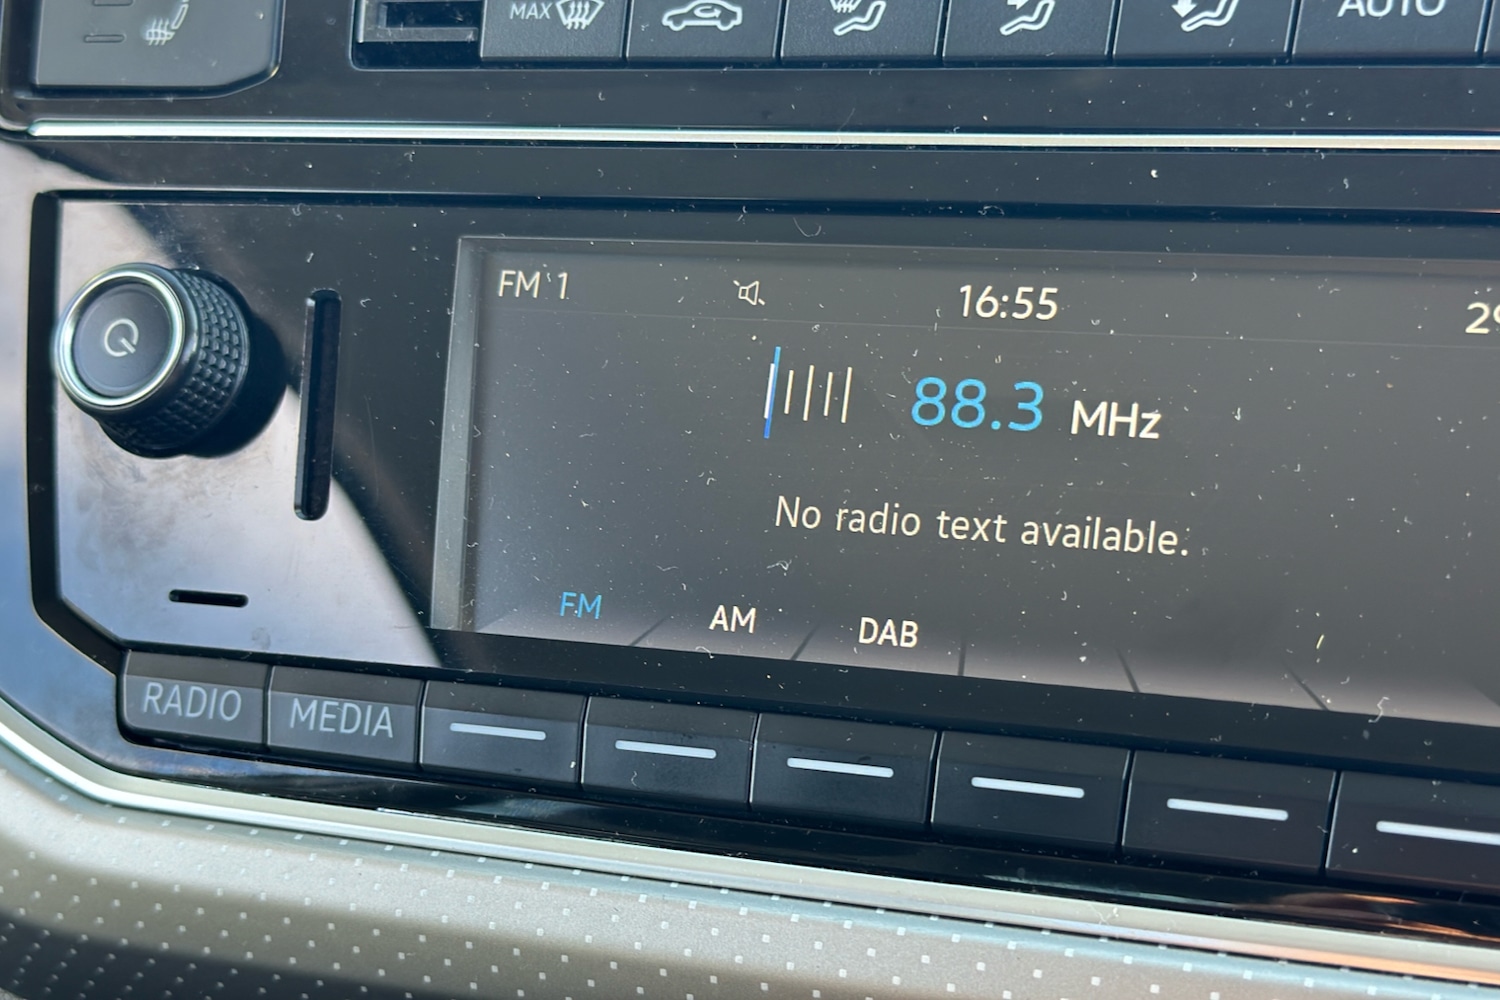 MAX
AUTO
FM 1
16:55
88.3 MHz
No radio text available.
FM AM DAB
RADIO MEDIA